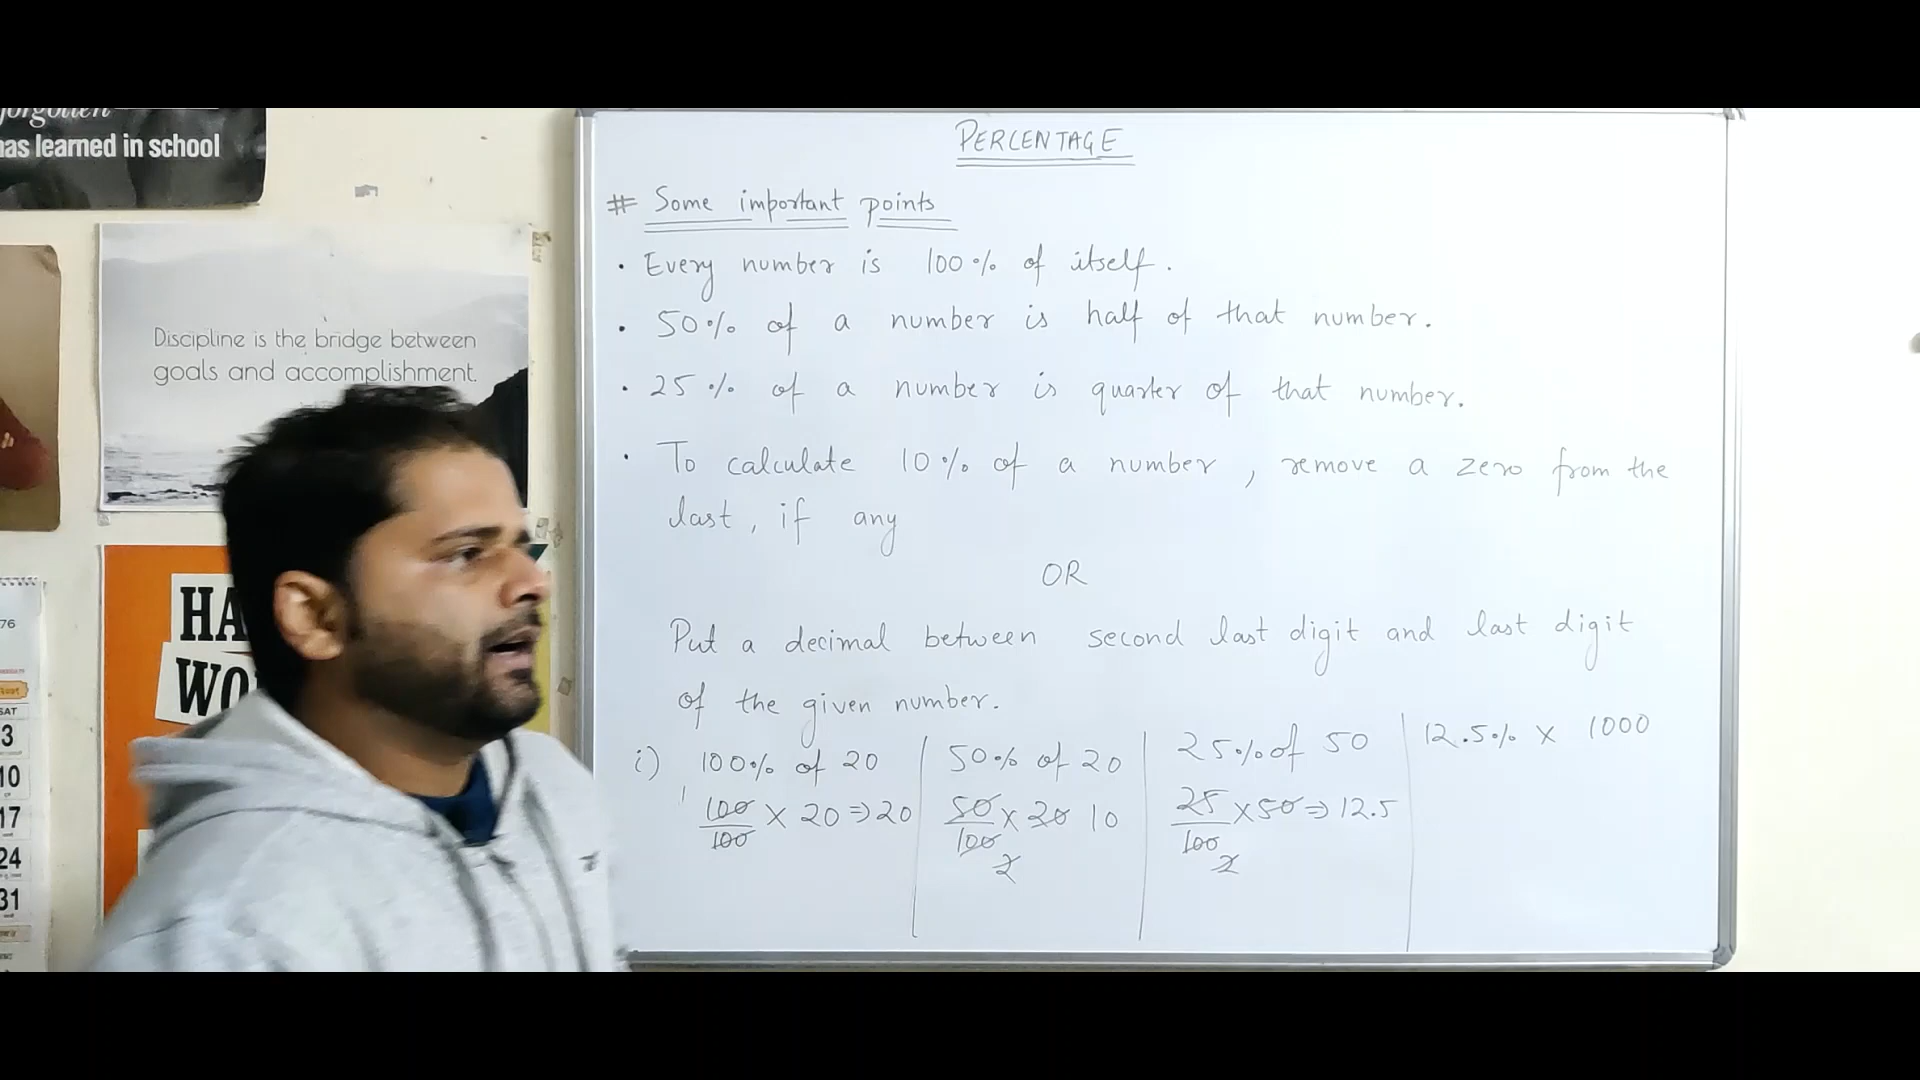 forgotten
has learned in school
Discipline is the bridge between
goals and accomplishment.
HA
WO
76
SAT
3
10
17
24
31
PERCENTAGE
# Some important points
· Every number is 100% of itself.
· 50% of a number is half of that number.
· 25% of a number is quarter of that number.
· To calculate 10% of a number, remove a zero from the
last, if any
OR
Put a decimal between second last digit and last digit
of the given number.
i) 100% of 20
100/100 × 20 ⇒ 20
50% of 20
50/100 × 20 10
2
25% of 50
25/100 × 50 ⇒ 12.5
2
12.5% × 1000